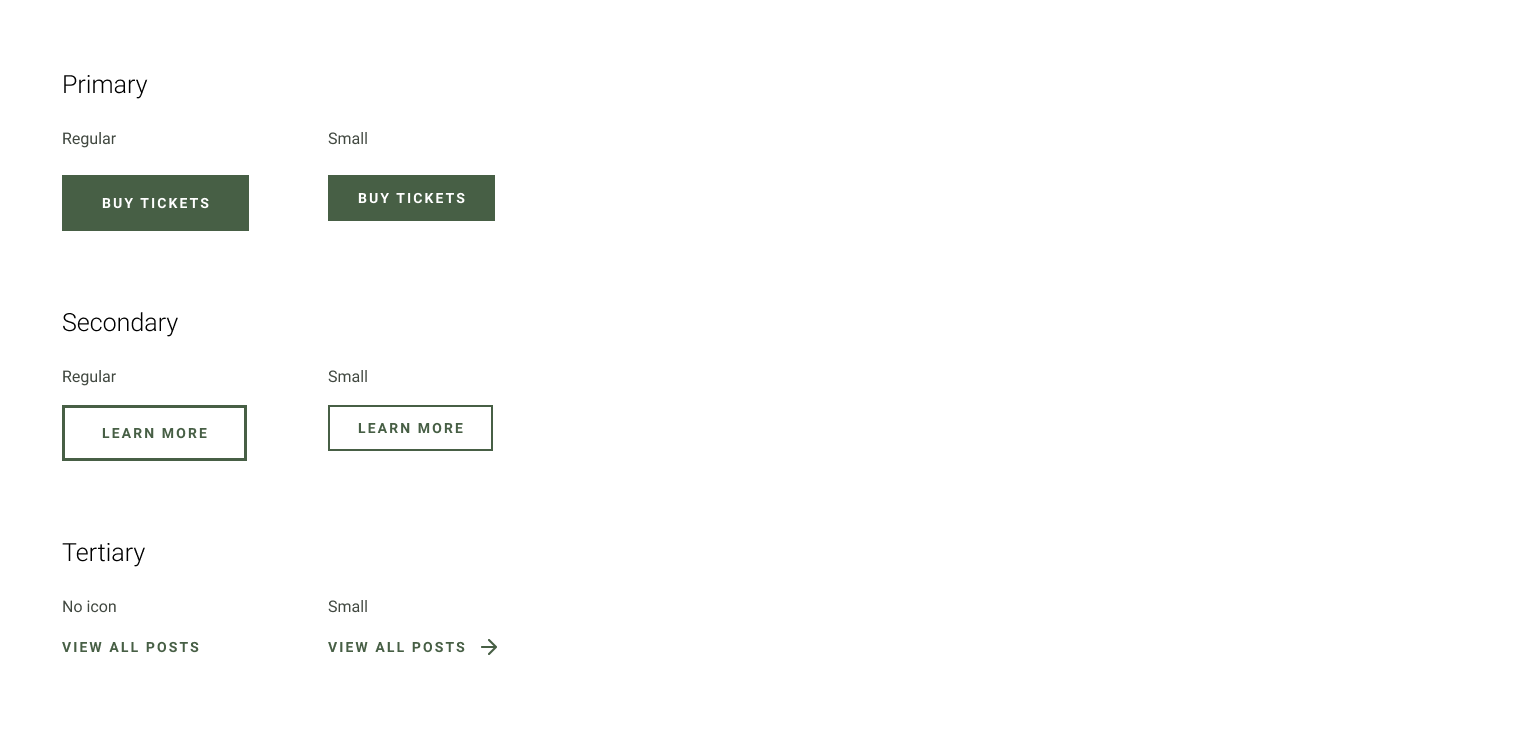 Primary
Regular
Small
BUY TICKETS
BUY TICKETS
Secondary
Regular
Small
LEARN MORE
LEARN MORE
Tertiary
No icon
Small
VIEW ALL POSTS
VIEW ALL POSTS